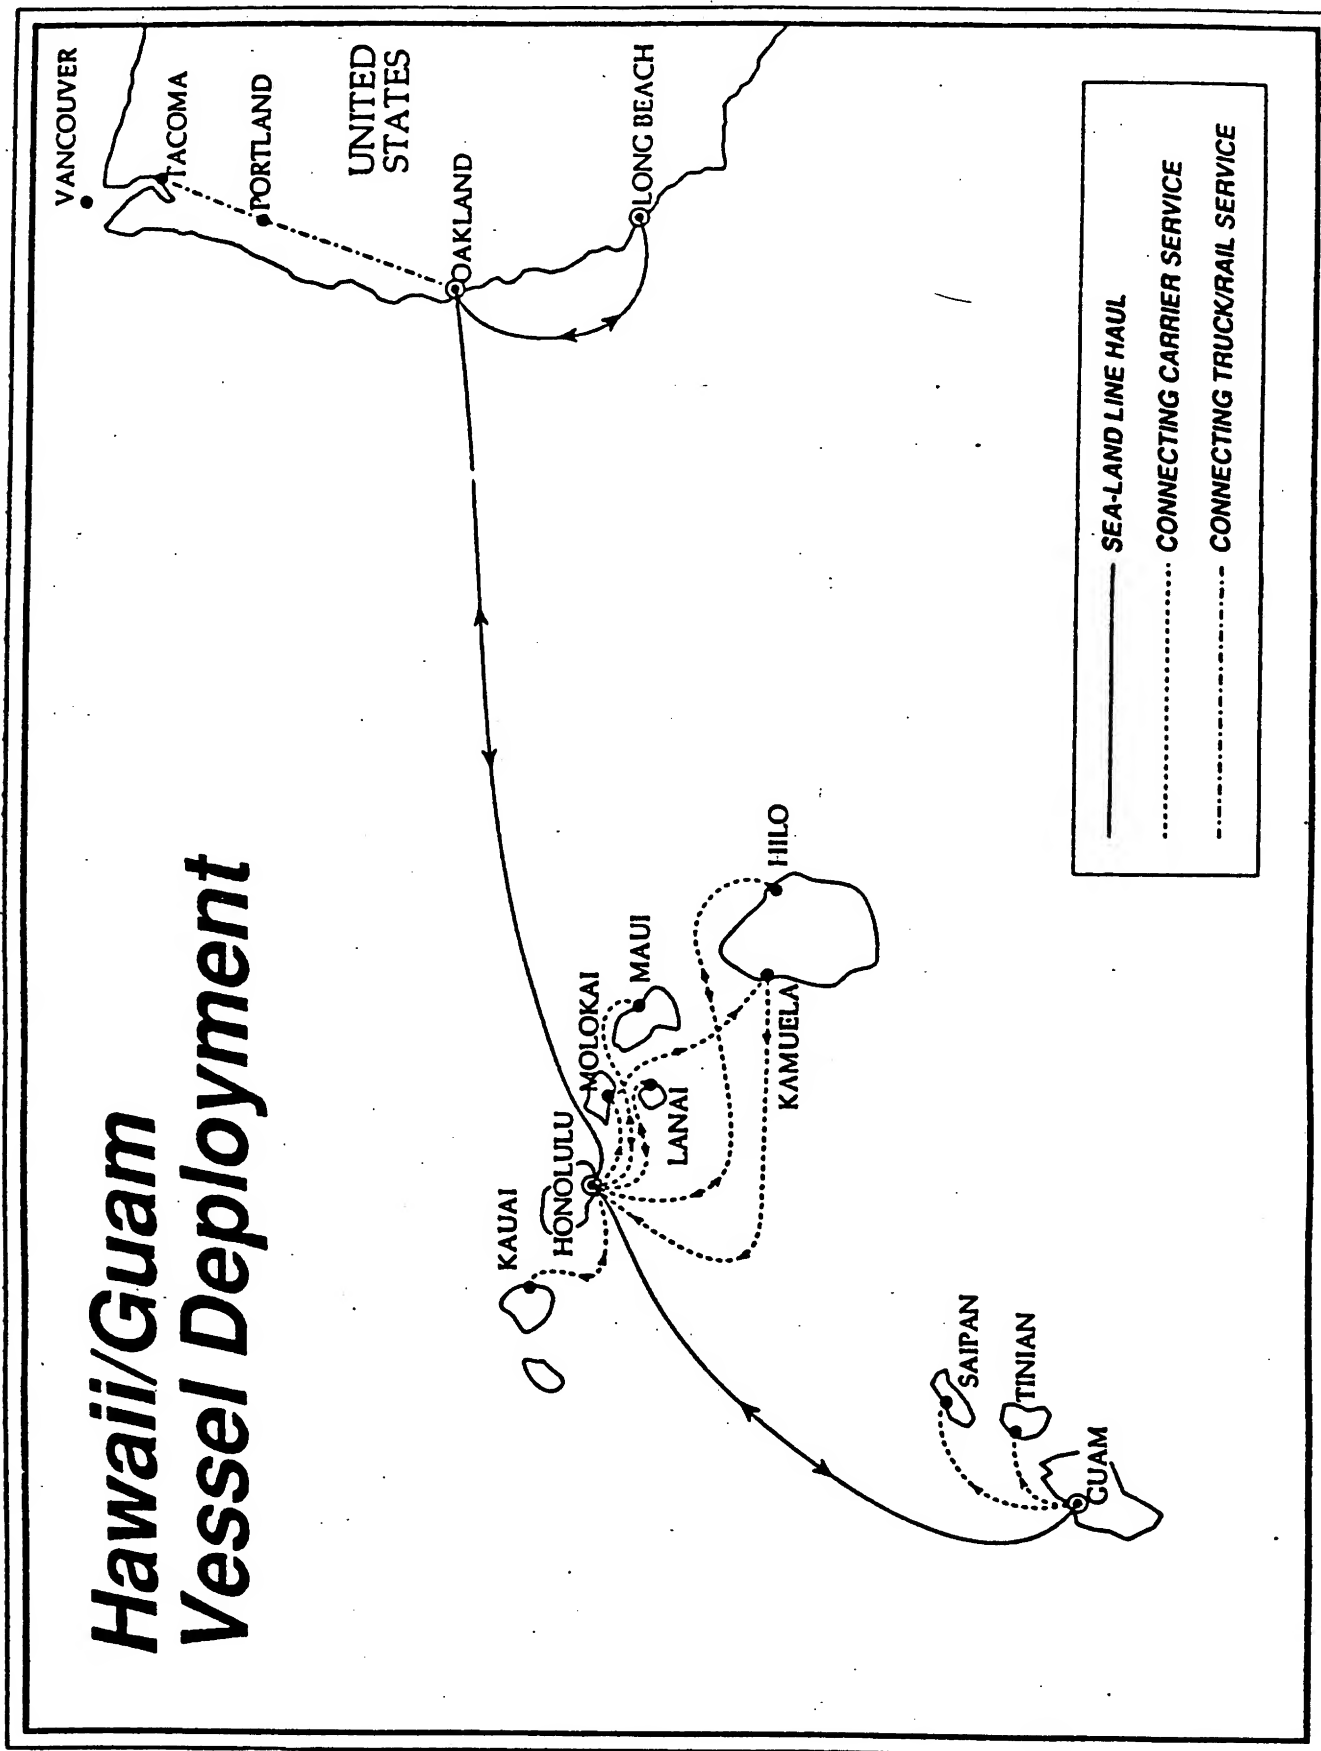 Hawaii/Guam
Vessel Deployment
VANCOUVER
TACOMA
PORTLAND
UNITED
STATES
OAKLAND
LONG BEACH
KAUAI
HONOLULU
MOLOKAI
MAUI
LANAI
HILO
KAMUELA
SAIPAN
TINIAN
GUAM
SEA-LAND LINE HAUL
CONNECTING CARRIER SERVICE
CONNECTING TRUCK/RAIL SERVICE